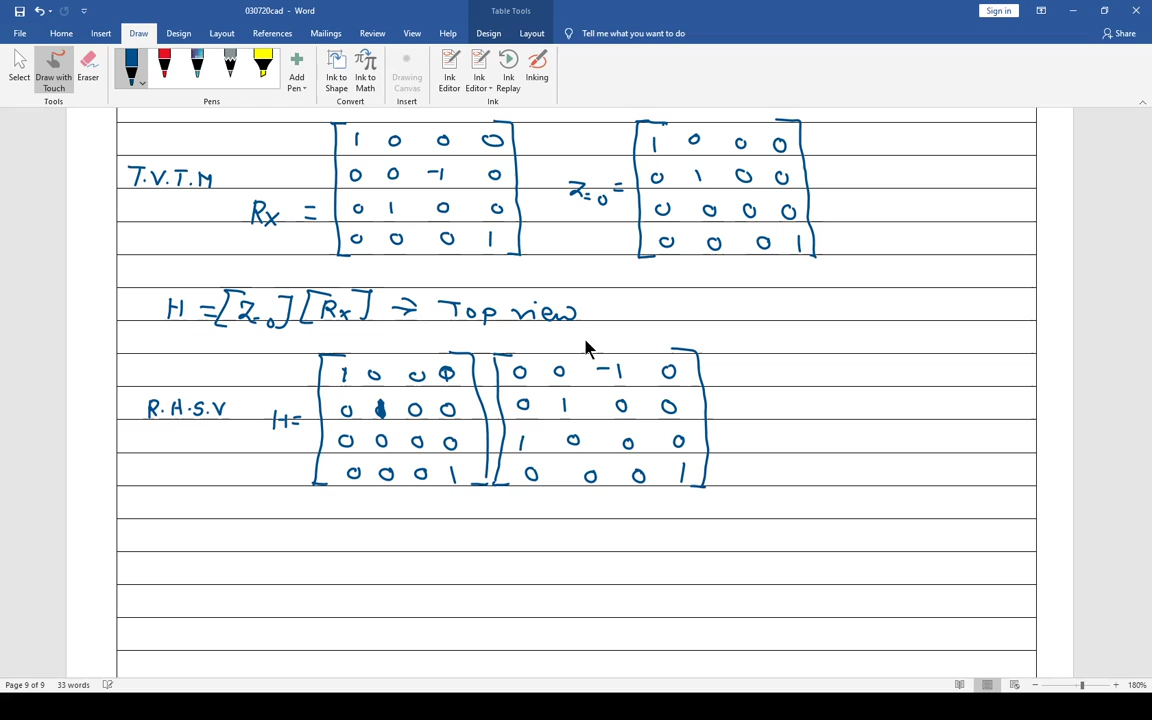 Table Tools
030720cad - Word
Sign in
File Home Insert Draw Design Layout References Mailings Review View Help Design Layout Tell me what you want to do Share
Select Draw with Touch Eraser Add Pen Ink to Shape Ink to Math Drawing Canvas Ink Editor Ink Editor Ink Replay Inking
Tools Pens Convert Insert Ink
1 0 0 0
0 0 -1 0
0 1 0 0
0 0 0 1
T.V.T.M
Rx =
Z=0 =
1 0 0 0
0 1 0 0
0 0 0 0
0 0 0 1
H = [Z=0] [Rx] ⇒ Top view
R.H.S.V H=
1 0 0 0
0 1 0 0
0 0 0 0
0 0 0 1
0 0 -1 0
0 1 0 0
1 0 0 0
0 0 0 1
Page 9 of 9 33 words 180%